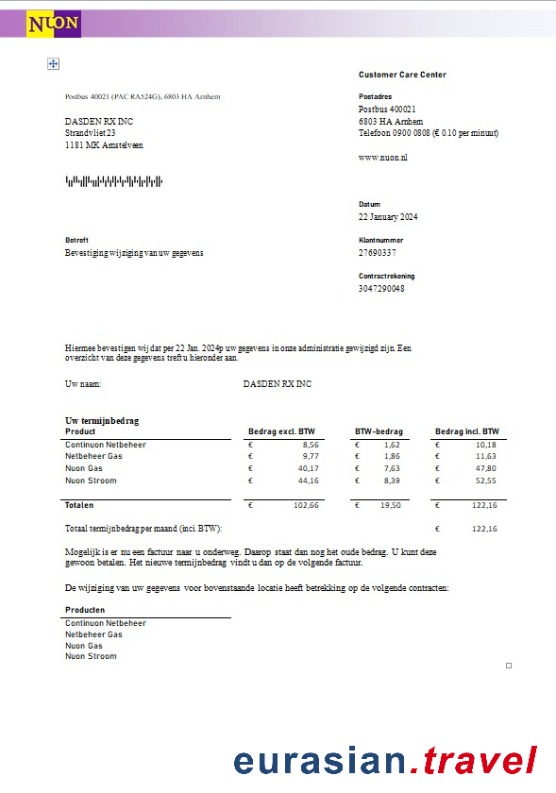 NUON
Customer Care Center
Postbus 40021 (PAC RA524G), 6803 HA Arnhem
Postadres
Postbus 400021
DASDEN RX INC
6803 HA Arnhem
Strandvliet 23
Telefoon 0900 0808 (€ 0.10 per minuut)
1181 MK Amstelveen
www.nuon.nl
Datum
22 January 2024
Betreft
Klantnummer
Bevestiging wijziging van uw gegevens
27690337
Contractrekening
3047290048
Hiermee bevestigen wij dat per 22 Jan. 2024p uw gegevens in onze administratie gewijzigd zijn. Een
overzicht van deze gegevens treft u hieronder aan.
Uw naam: DASDEN RX INC
Uw termijnbedrag
Product Bedrag excl. BTW BTW-bedrag Bedrag incl. BTW
Continuon Netbeheer € 8,56 € 1,62 € 10,18
Netbeheer Gas € 9,77 € 1,86 € 11,63
Nuon Gas € 40,17 € 7,63 € 47,80
Nuon Stroom € 44,16 € 8,39 € 52,55
Totalen € 102,66 € 19,50 € 122,16
Totaal termijnbedrag per maand (inci. BTW): € 122,16
Mogelijk is er nu een factuur naar u onderweg. Daarop staat dan nog het oude bedrag. U kunt deze
gewoon betalen. Het nieuwe termijnbedrag vindt u dan op de volgende factuur.
De wijziging van uw gegevens voor bovenstaande locatie heeft betrekking op de volgende contracten:
Producten
Continuon Netbeheer
Netbeheer Gas
Nuon Gas
Nuon Stroom
eurasian.travel